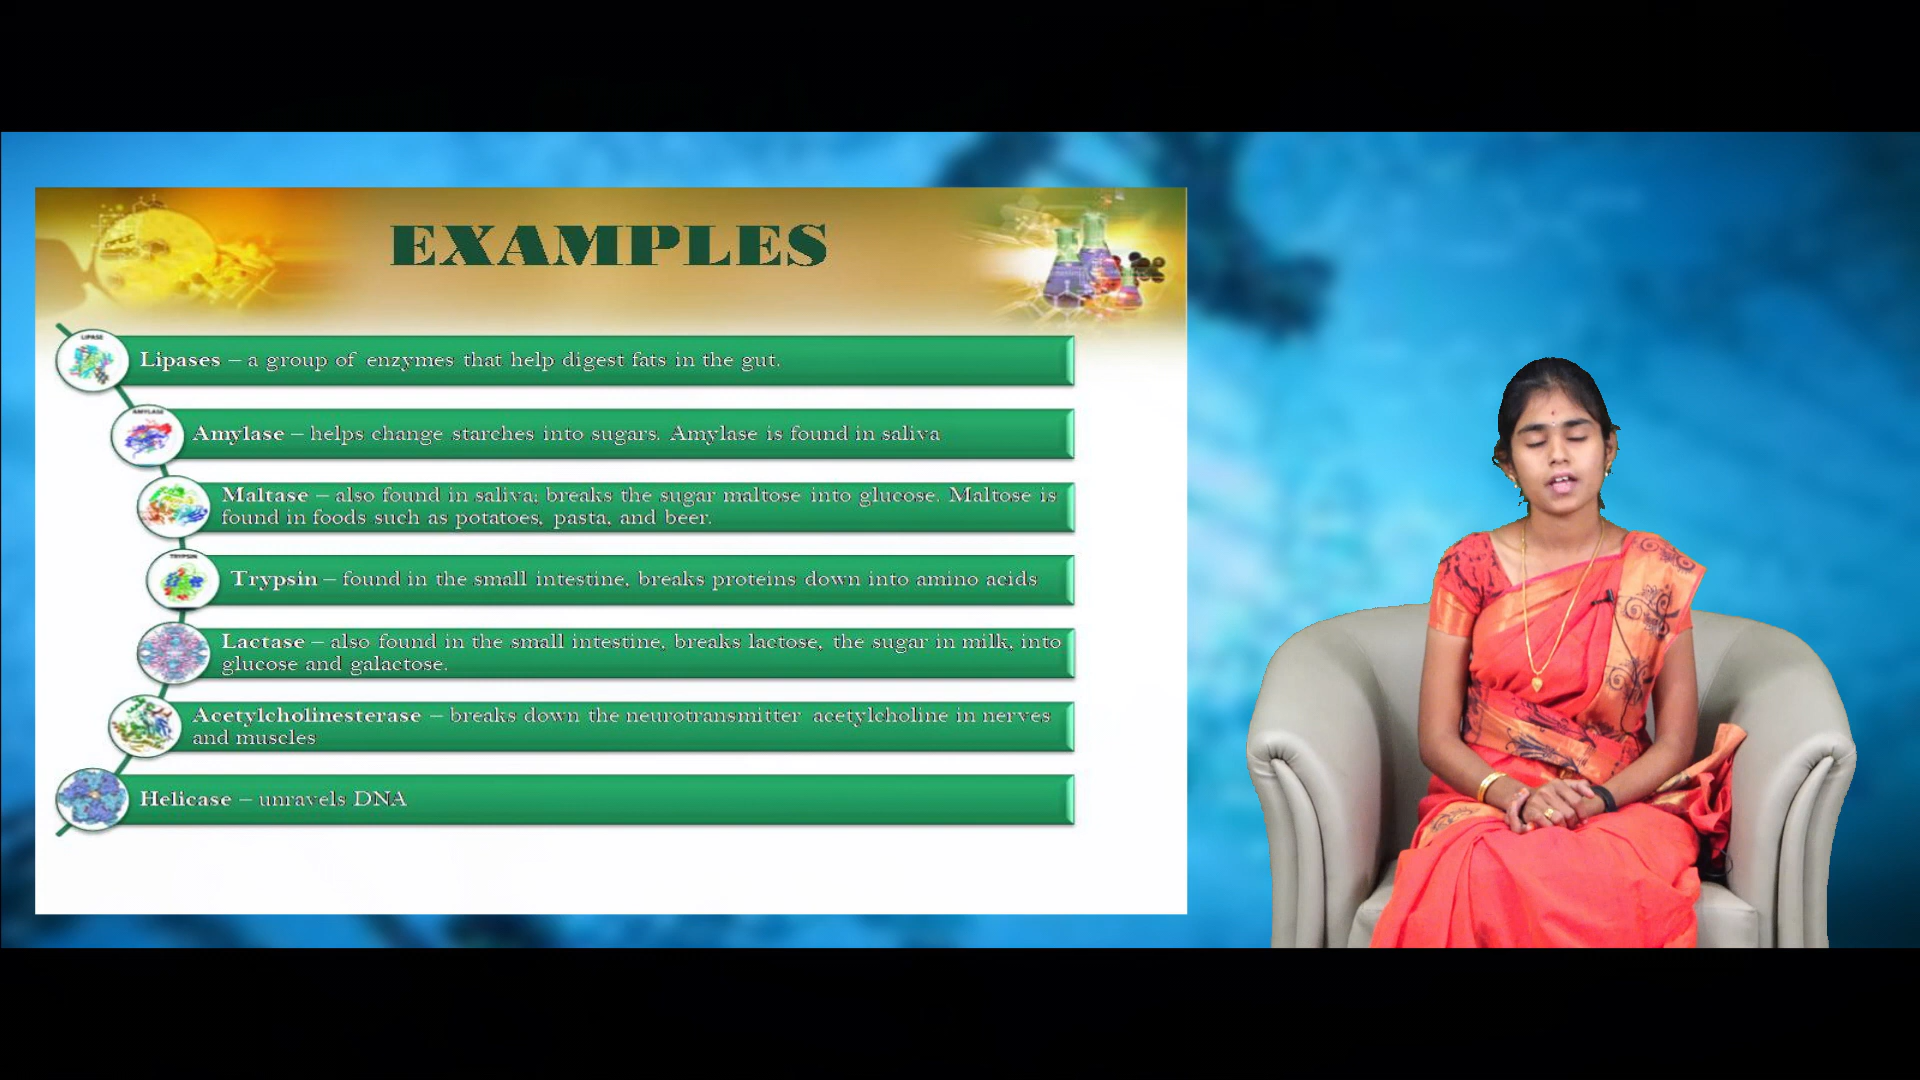 EXAMPLES
LIPASE
Lipases – a group of enzymes that help digest fats in the gut.
AMYLASE
Amylase – helps change starches into sugars. Amylase is found in saliva
Maltase – also found in saliva; breaks the sugar maltose into glucose. Maltose is
found in foods such as potatoes, pasta, and beer.
TRYPSIN
Trypsin – found in the small intestine, breaks proteins down into amino acids
Lactase – also found in the small intestine, breaks lactose, the sugar in milk, into
glucose and galactose.
Acetylcholinesterase – breaks down the neurotransmitter acetylcholine in nerves
and muscles
Helicase – unravels DNA